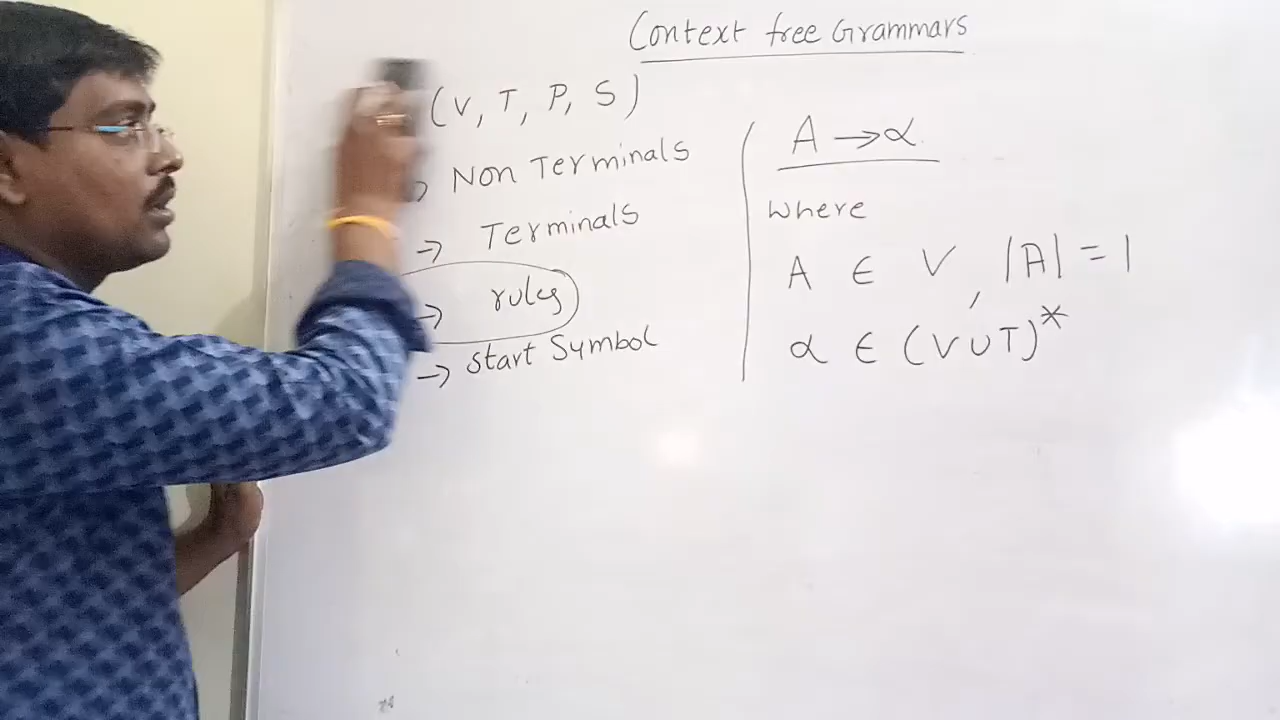 Context free Grammars
(V, T, P, S)
→ Non Terminals
→ Terminals
→ rules
→ Start Symbol
A → α
where
A ∈ V, |A| = 1
α ∈ (V ∪ T)*